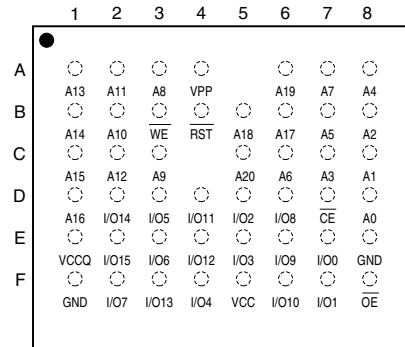 1 2 3 4 5 6 7 8
A
A13 A11 A8 VPP A19 A7 A4
B
A14 A10 WE RST A18 A17 A5 A2
C
A15 A12 A9 A20 A6 A3 A1
D
A16 I/O14 I/O5 I/O11 I/O2 I/O8 CE A0
E
VCCQ I/O15 I/O6 I/O12 I/O3 I/O9 I/O0 GND
F
GND I/O7 I/O13 I/O4 VCC I/O10 I/O1 OE